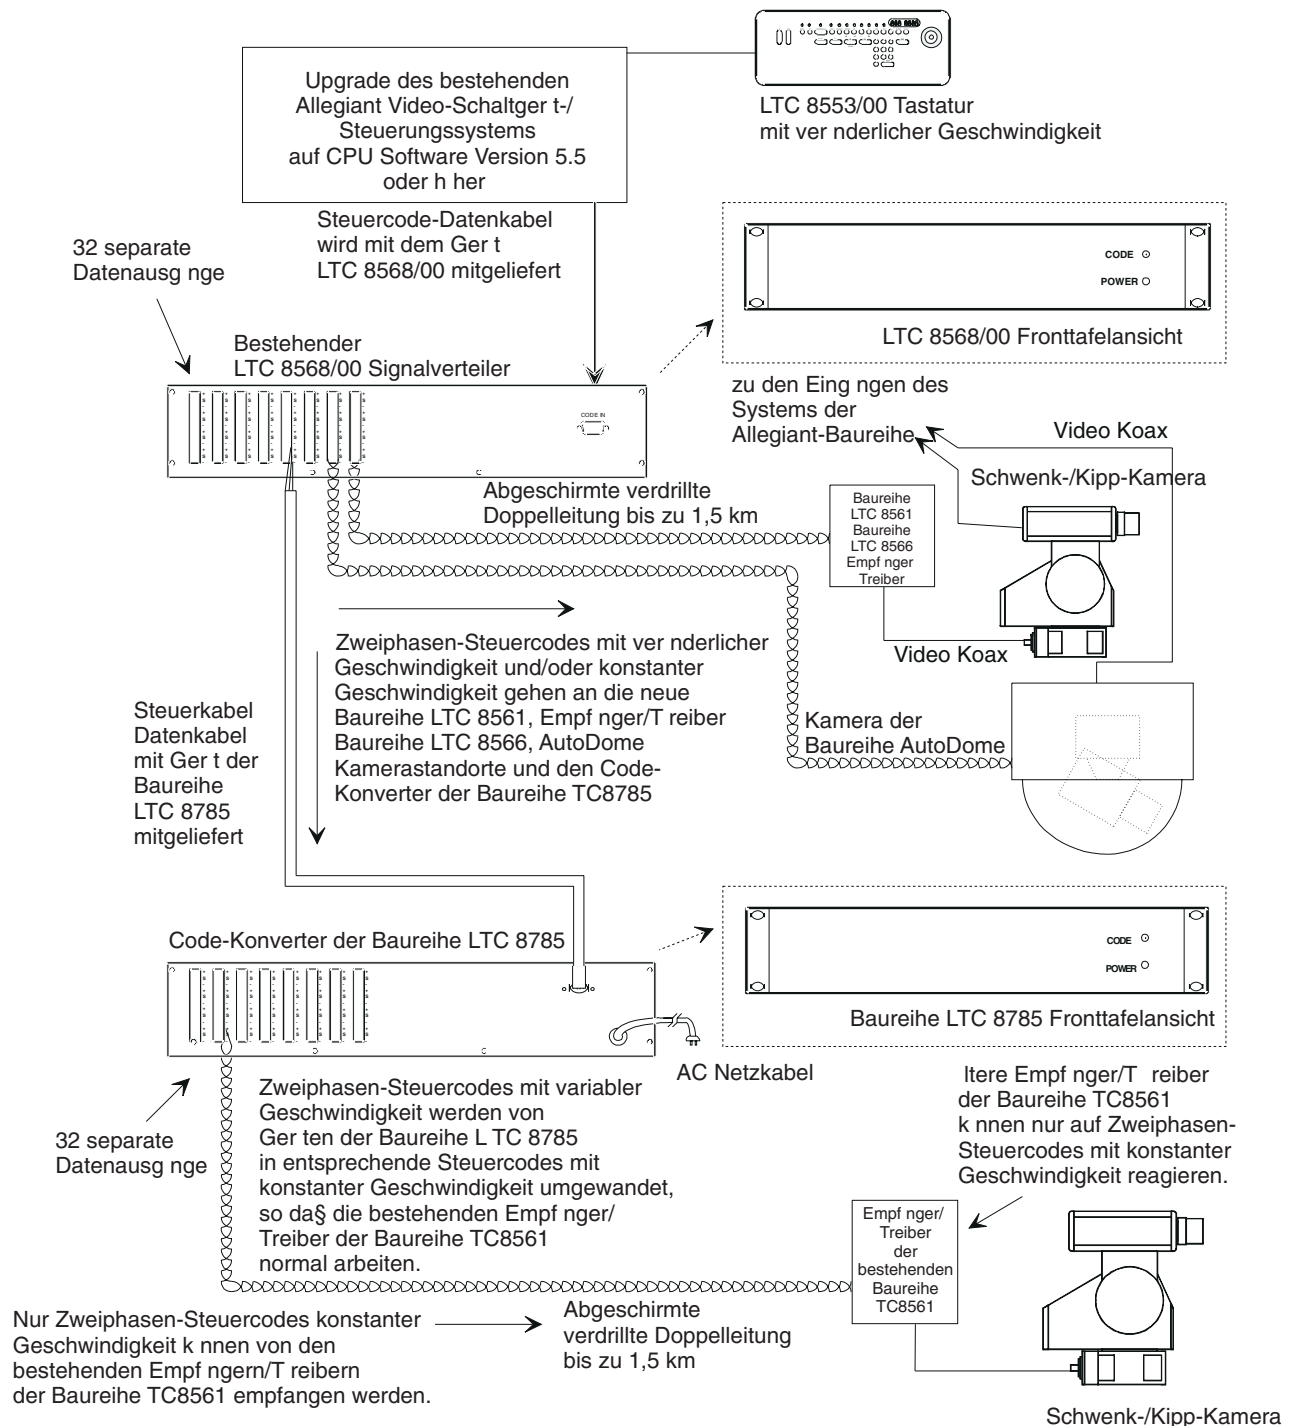 Upgrade des bestehenden
Allegiant Video-Schaltger t-/
Steuerungssystems
auf CPU Software Version 5.5
oder h her
LTC 8553/00 Tastatur
mit ver nderlicher Geschwindigkeit
Steuercode-Datenkabel
wird mit dem Ger t
LTC 8568/00 mitgeliefert
32 separate
Datenausg nge
CODE
POWER
LTC 8568/00 Fronttafelansicht
Bestehender
LTC 8568/00 Signalverteiler
CODE IN
zu den Eing ngen des
Systems der
Allegiant-Baureihe
Video Koax
Schwenk-/Kipp-Kamera
Abgeschirmte verdrillte
Doppelleitung bis zu 1,5 km
Baureihe
LTC 8561
Baureihe
LTC 8566
Empf nger
Treiber
Video Koax
Zweiphasen-Steuercodes mit ver nderlicher
Geschwindigkeit und/oder konstanter
Geschwindigkeit gehen an die neue
Baureihe LTC 8561, Empf nger/T reiber
Baureihe LTC 8566, AutoDome
Kamerastandorte und den Code-
Konverter der Baureihe TC8785
Steuerkabel
Datenkabel
mit Ger t der
Baureihe
LTC 8785
mitgeliefert
Kamera der
Baureihe AutoDome
Code-Konverter der Baureihe LTC 8785
CODE
POWER
Baureihe LTC 8785 Fronttafelansicht
AC Netzkabel
32 separate
Datenausg nge
Zweiphasen-Steuercodes mit variabler
Geschwindigkeit werden von
Ger ten der Baureihe L TC 8785
in entsprechende Steuercodes mit
konstanter Geschwindigkeit umgewandet,
so da§ die bestehenden Empf nger/
Treiber der Baureihe TC8561
normal arbeiten.
ltere Empf nger/T reiber
der Baureihe TC8561
k nnen nur auf Zweiphasen-
Steuercodes mit konstanter
Geschwindigkeit reagieren.
Empf nger/
Treiber
der
bestehenden
Baureihe
TC8561
Nur Zweiphasen-Steuercodes konstanter
Geschwindigkeit k nnen von den
bestehenden Empf ngern/T reibern
der Baureihe TC8561 empfangen werden.
Abgeschirmte
verdrillte Doppelleitung
bis zu 1,5 km
Schwenk-/Kipp-Kamera